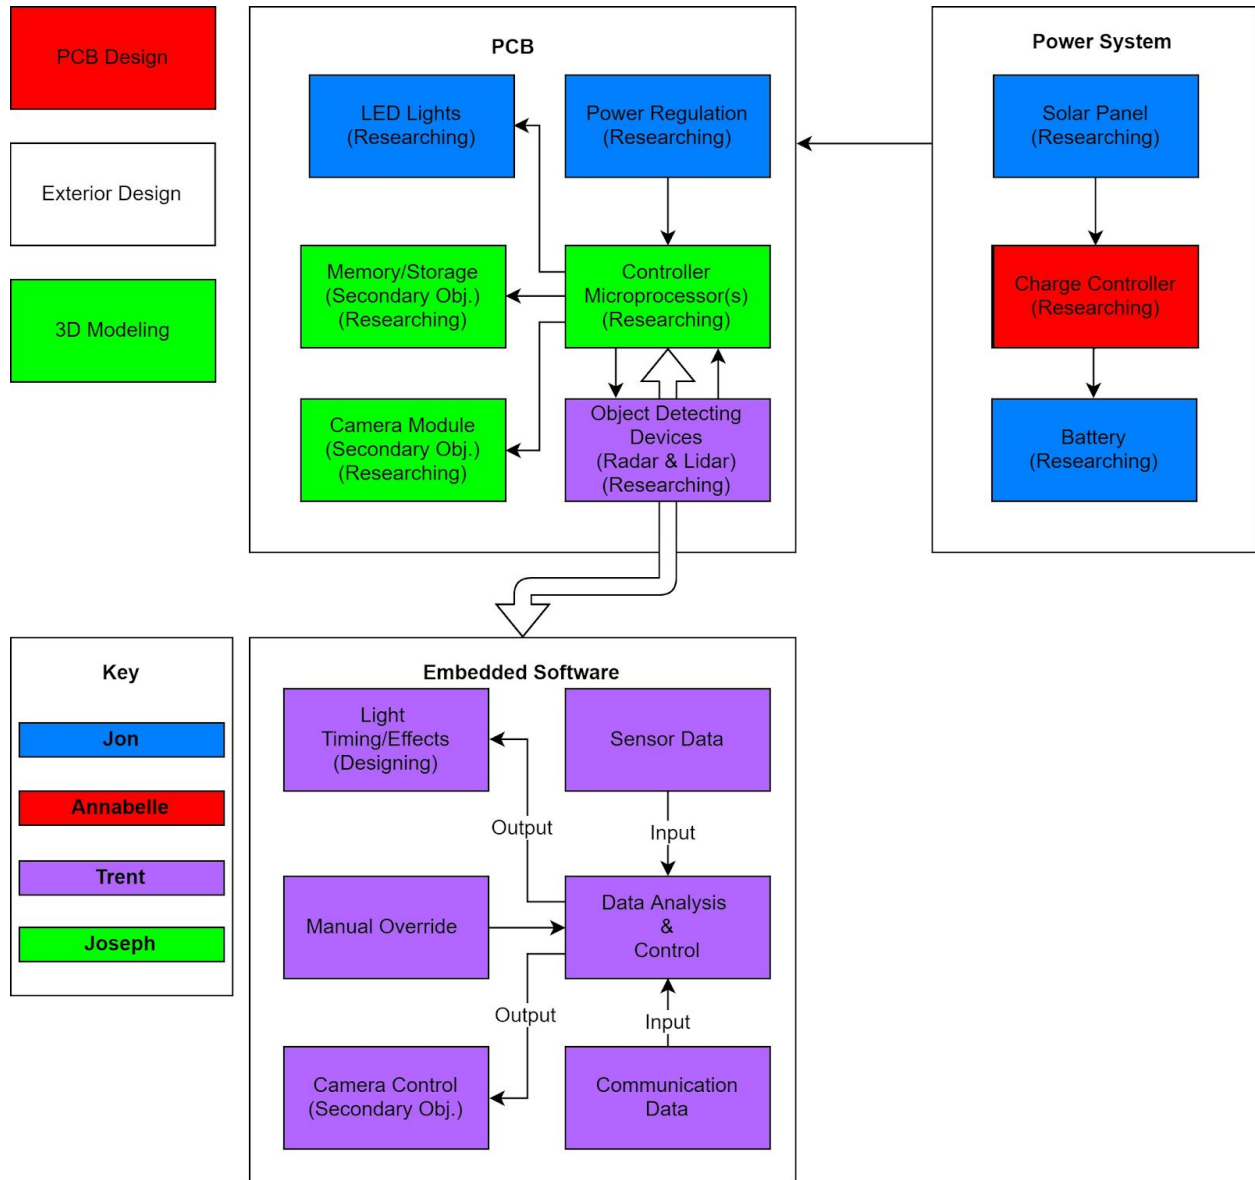 PCB Design
Exterior Design
3D Modeling
PCB
LED Lights
(Researching)
Power Regulation
(Researching)
Memory/Storage
(Secondary Obj.)
(Researching)
Controller
Microprocessor(s)
(Researching)
Camera Module
(Secondary Obj.)
(Researching)
Object Detecting
Devices
(Radar & Lidar)
(Researching)
Power System
Solar Panel
(Researching)
Charge Controller
(Researching)
Battery
(Researching)
Key
Jon
Annabelle
Trent
Joseph
Embedded Software
Light
Timing/Effects
(Designing)
Sensor Data
Output
Input
Manual Override
Data Analysis
&
Control
Output
Input
Camera Control
(Secondary Obj.)
Communication
Data